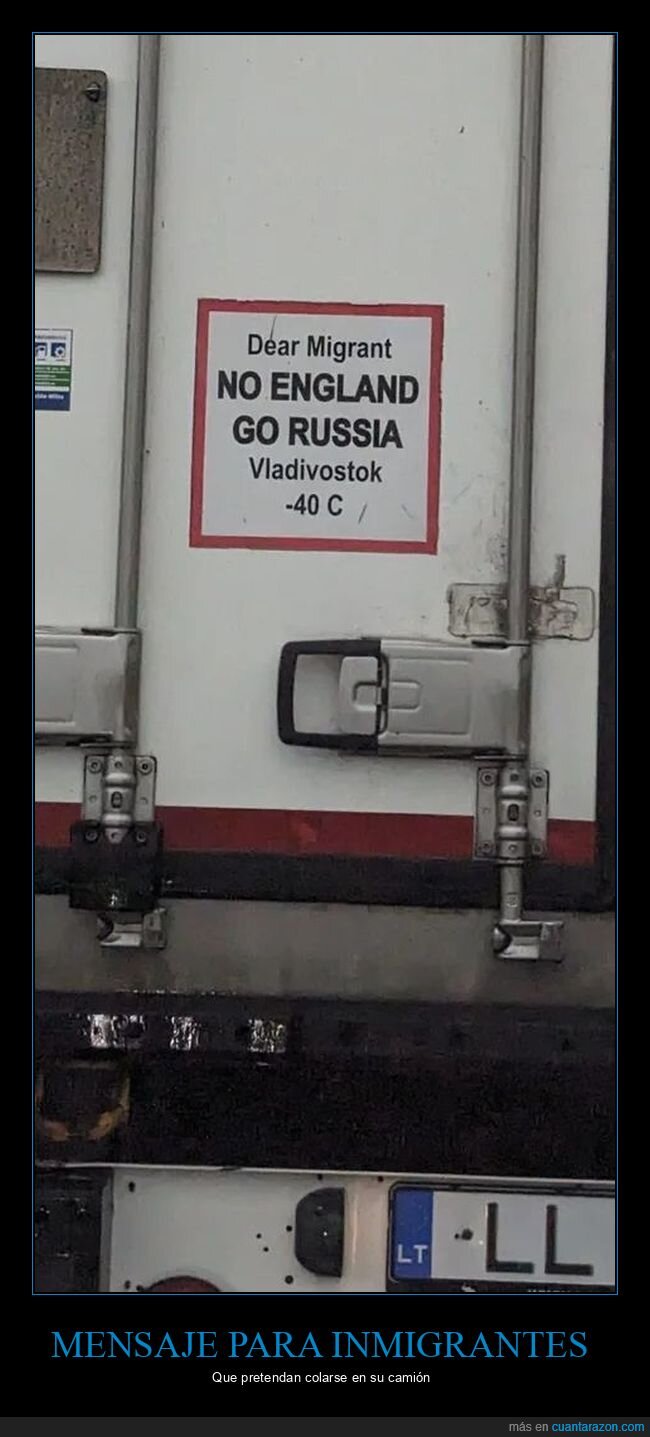 Dear Migrant
NO ENGLAND
GO RUSSIA
Vladivostok
-40 C
LT LL
MENSAJE PARA INMIGRANTES
Que pretendan colarse en su camión
más en cuantarazon.com